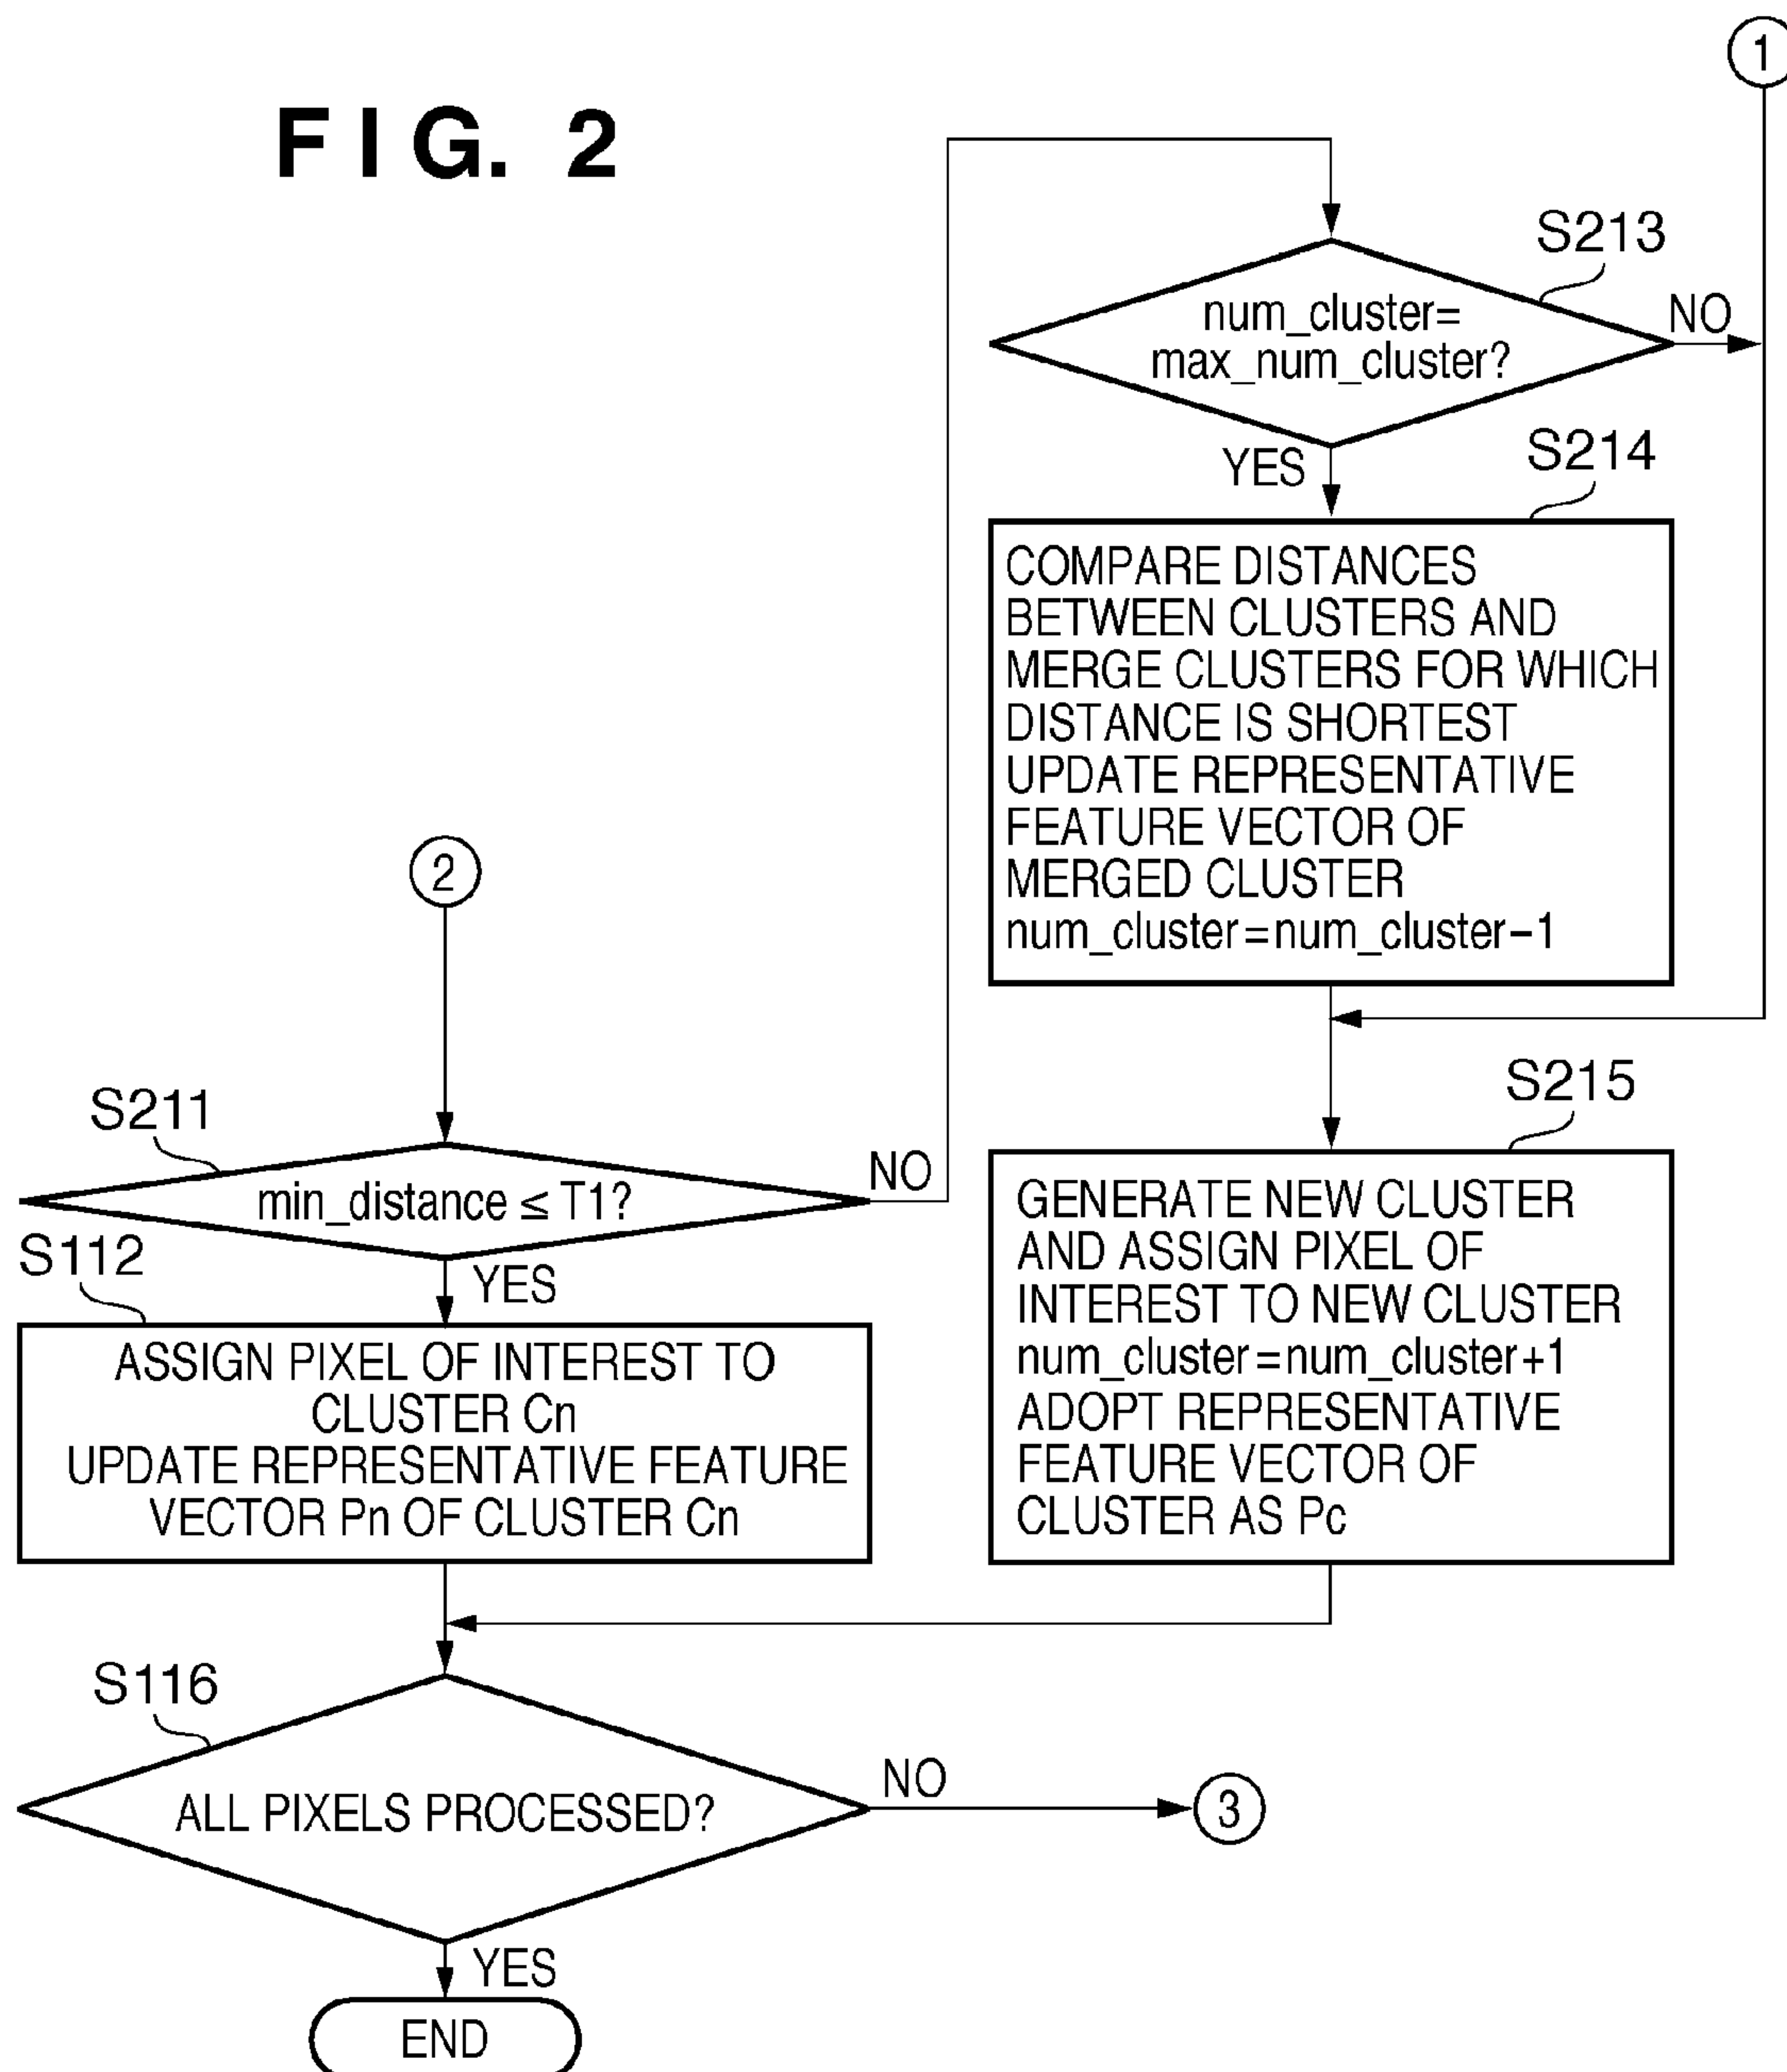 FIG. 2
1
S213
num_cluster=
max_num_cluster?
NO
YES
S214
COMPARE DISTANCES
BETWEEN CLUSTERS AND
MERGE CLUSTERS FOR WHICH
DISTANCE IS SHORTEST
UPDATE REPRESENTATIVE
FEATURE VECTOR OF
MERGED CLUSTER
num_cluster=num_cluster−1
2
S211
min_distance ≤ T1?
NO
YES
S112
ASSIGN PIXEL OF INTEREST TO
CLUSTER Cn
UPDATE REPRESENTATIVE FEATURE
VECTOR Pn OF CLUSTER Cn
S215
GENERATE NEW CLUSTER
AND ASSIGN PIXEL OF
INTEREST TO NEW CLUSTER
num_cluster=num_cluster+1
ADOPT REPRESENTATIVE
FEATURE VECTOR OF
CLUSTER AS Pc
S116
ALL PIXELS PROCESSED?
NO
3
YES
END